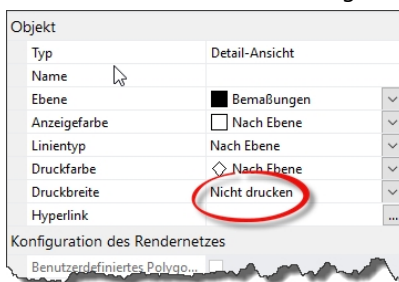 Objekt
Typ Detail-Ansicht
Name
Ebene Bemaßungen
Anzeigefarbe Nach Ebene
Linientyp Nach Ebene
Druckfarbe Nach Ebene
Druckbreite Nicht drucken
Hyperlink ...
Konfiguration des Rendernetzes
Benutzerdefiniertes Polygo...